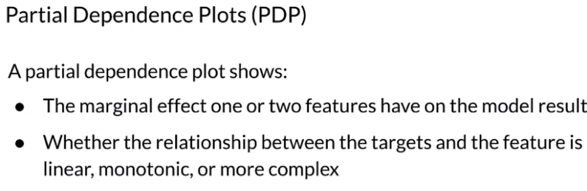 Partial Dependence Plots (PDP)
A partial dependence plot shows:
● The marginal effect one or two features have on the model result
● Whether the relationship between the targets and the feature is
linear, monotonic, or more complex